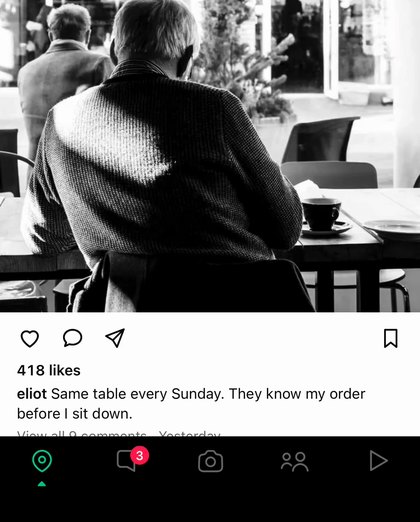 418 likes
eliot Same table every Sunday. They know my order
before I sit down.
View all 9 comments · Yesterday
3